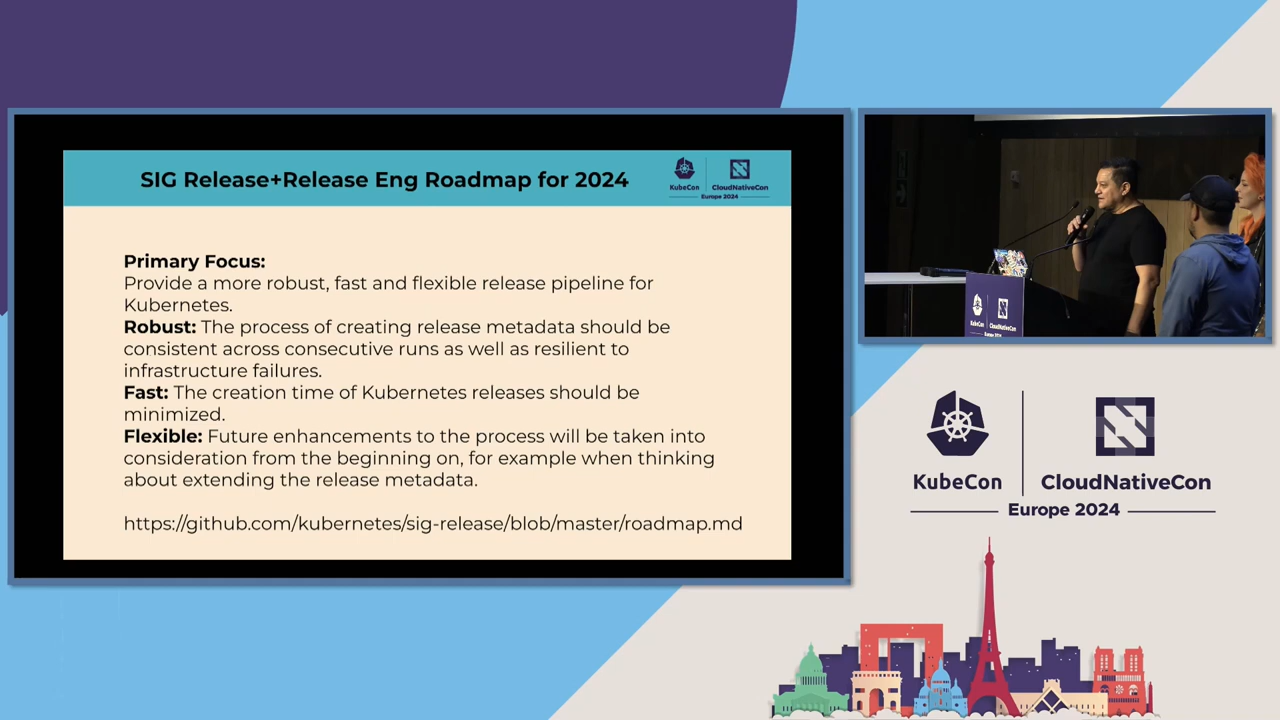 SIG Release+Release Eng Roadmap for 2024
KubeCon
CloudNativeCon
Europe 2024
Primary Focus:
Provide a more robust, fast and flexible release pipeline for
Kubernetes.
Robust: The process of creating release metadata should be
consistent across consecutive runs as well as resilient to
infrastructure failures.
Fast: The creation time of Kubernetes releases should be
minimized.
Flexible: Future enhancements to the process will be taken into
consideration from the beginning on, for example when thinking
about extending the release metadata.
https://github.com/kubernetes/sig-release/blob/master/roadmap.md
KubeCon
CloudNativeCon
KubeCon
CloudNativeCon
Europe 2024